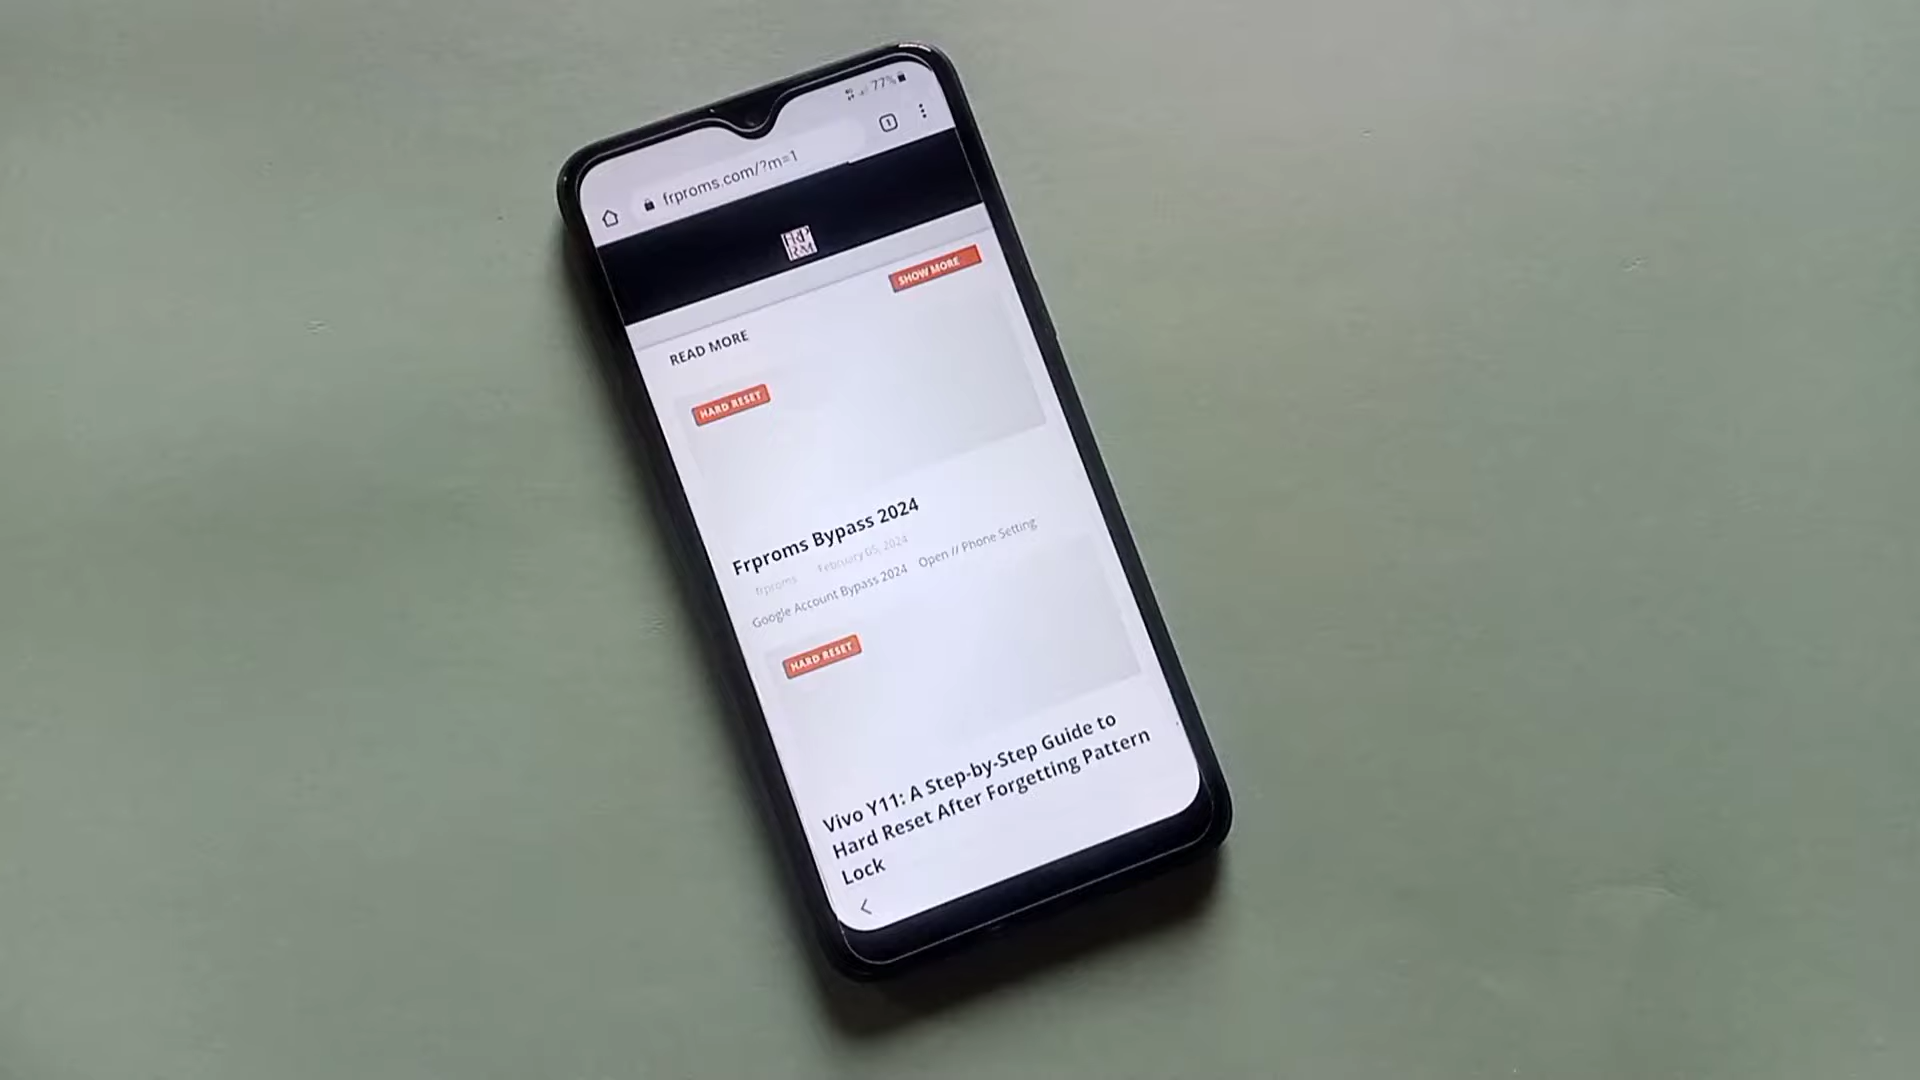 77%
1
frproms.com/?m=1
FRP
RM
SHOW MORE
READ MORE
HARD RESET
Frproms Bypass 2024
frproms February 05, 2024
Google Account Bypass 2024 Open // Phone Setting
HARD RESET
Vivo Y11: A Step-by-Step Guide to
Hard Reset After Forgetting Pattern
Lock